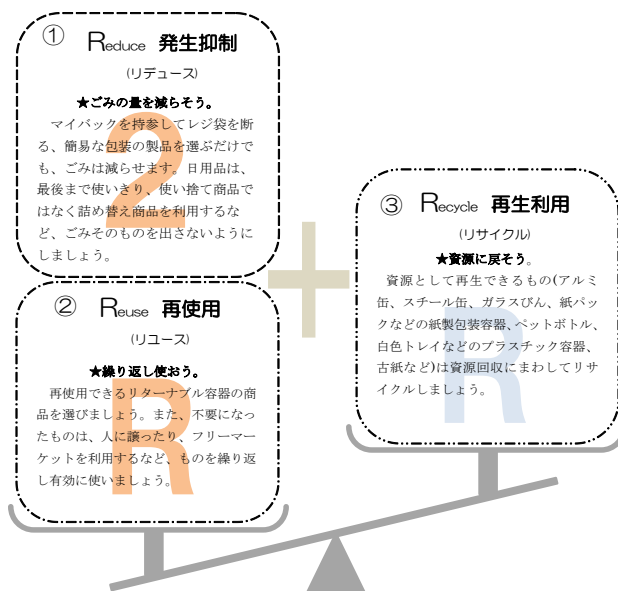 ① Reduce 発生抑制
(リデュース)
★ごみの量を減らそう。
マイバックを持参してレジ袋を断
る、簡易な包装の製品を選ぶだけで
も、ごみは減らせます。日用品は、
最後まで使いきり、使い捨て商品で
はなく詰め替え商品を利用するな
ど、ごみそのものを出さないように
しましょう。
2
② Reuse 再使用
(リユース)
★繰り返し使おう。
再使用できるリターナブル容器の商
品を選びましょう。また、不要になっ
たものは、人に譲ったり、フリーマー
ケットを利用するなど、ものを繰り返
し有効に使いましょう。
R
+
③ Recycle 再生利用
(リサイクル)
★資源に戻そう。
資源として再生できるもの(アルミ
缶、スチール缶、ガラスびん、紙パッ
クなどの紙製包装容器、ペットボトル、
白色トレイなどのプラスチック容器、
古紙など)は資源回収にまわしてリサ
イクルしましょう。
R